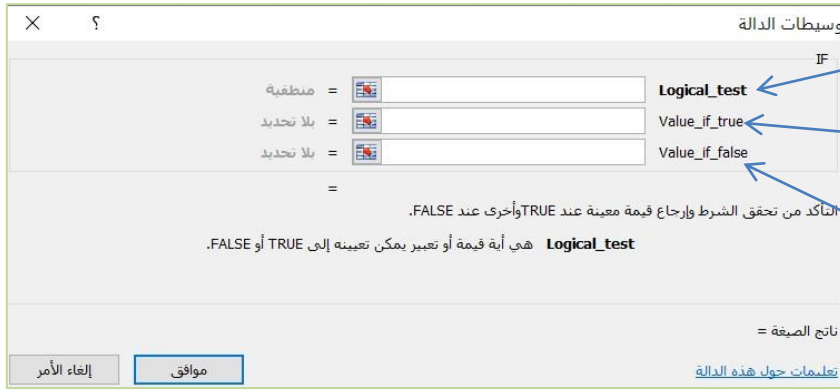 وسيطات الدالة ؟ ×
IF
Logical_test = منطقية
Value_if_true = بلا تحديد
Value_if_false = بلا تحديد
=
التأكد من تحقق الشرط وإرجاع قيمة معينة عند TRUEوأخرى عند FALSE.
Logical_test هي أية قيمة أو تعبير يمكن تعيينه إلى TRUE أو FALSE.
ناتج الصيغة =
تعليمات حول هذه الدالة
موافق
إلغاء الأمر